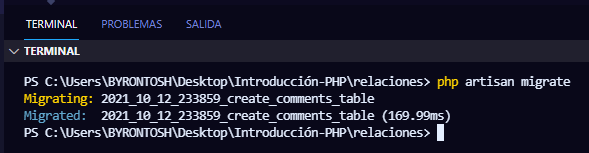 TERMINAL PROBLEMAS SALIDA
TERMINAL
PS C:\Users\BYRONTOSH\Desktop\Introducción-PHP\relaciones> php artisan migrate
Migrating: 2021_10_12_233859_create_comments_table
Migrated:  2021_10_12_233859_create_comments_table (169.99ms)
PS C:\Users\BYRONTOSH\Desktop\Introducción-PHP\relaciones>